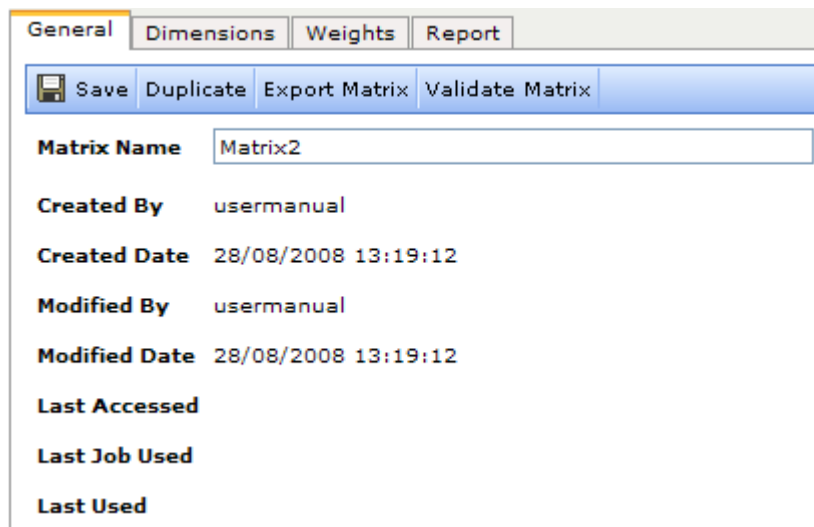 General Dimensions Weights Report
Save Duplicate Export Matrix Validate Matrix
Matrix Name Matrix2
Created By usermanual
Created Date 28/08/2008 13:19:12
Modified By usermanual
Modified Date 28/08/2008 13:19:12
Last Accessed
Last Job Used
Last Used